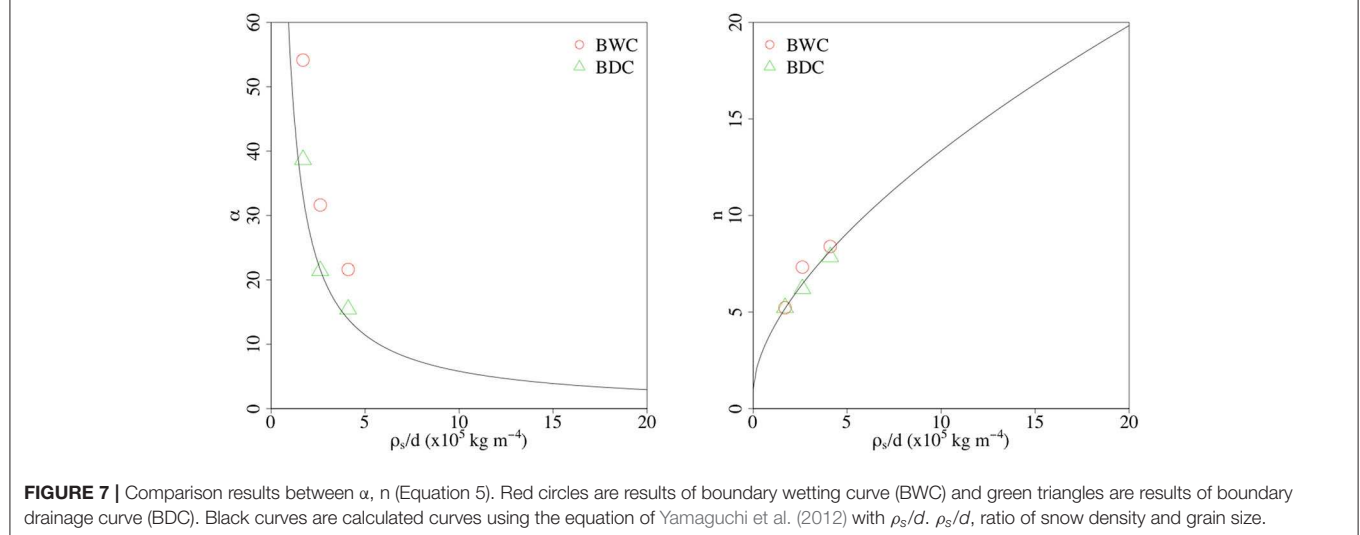 60
50
40
30
20
10
0
α
BWC
BDC
0 5 10 15 20
ρs/d (x10⁵ kg m⁻⁴)
20
15
10
5
0
n
BWC
BDC
0 5 10 15 20
ρs/d (x10⁵ kg m⁻⁴)
FIGURE 7 | Comparison results between α, n (Equation 5). Red circles are results of boundary wetting curve (BWC) and green triangles are results of boundary
drainage curve (BDC). Black curves are calculated curves using the equation of Yamaguchi et al. (2012) with ρs/d. ρs/d, ratio of snow density and grain size.